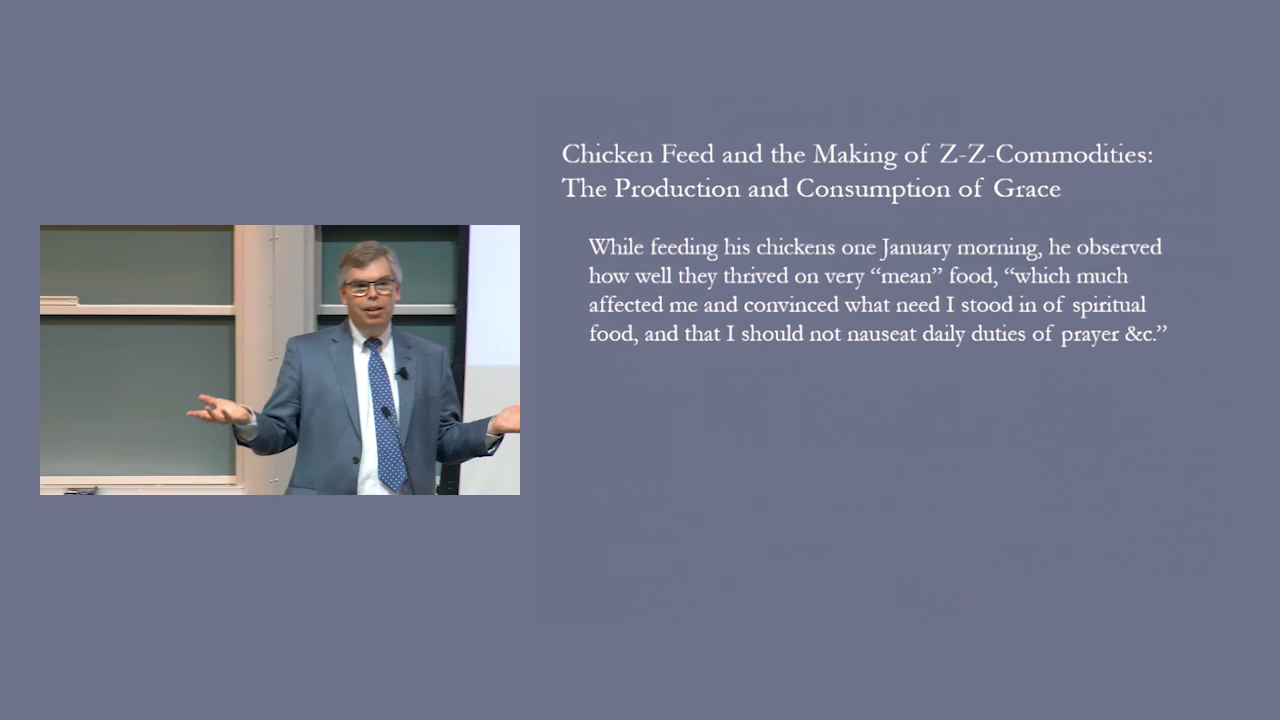 Chicken Feed and the Making of Z-Z-Commodities:
The Production and Consumption of Grace
While feeding his chickens one January morning, he observed
how well they thrived on very “mean” food, “which much
affected me and convinced what need I stood in of spiritual
food, and that I should not nauseat daily duties of prayer &c.”